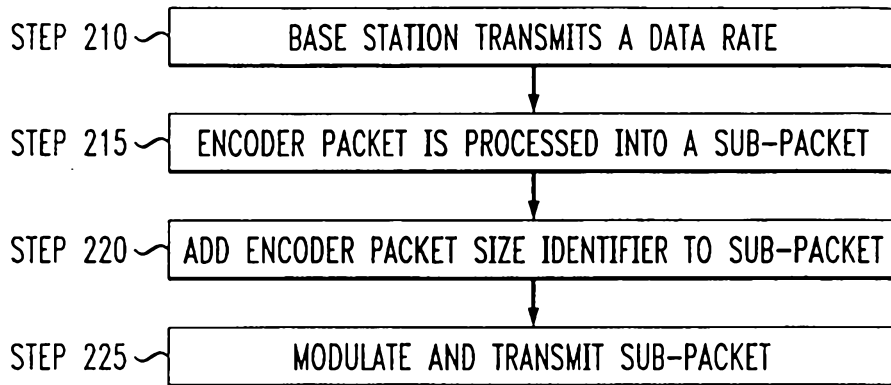 STEP 210 BASE STATION TRANSMITS A DATA RATE
STEP 215 ENCODER PACKET IS PROCESSED INTO A SUB-PACKET
STEP 220 ADD ENCODER PACKET SIZE IDENTIFIER TO SUB-PACKET
STEP 225 MODULATE AND TRANSMIT SUB-PACKET